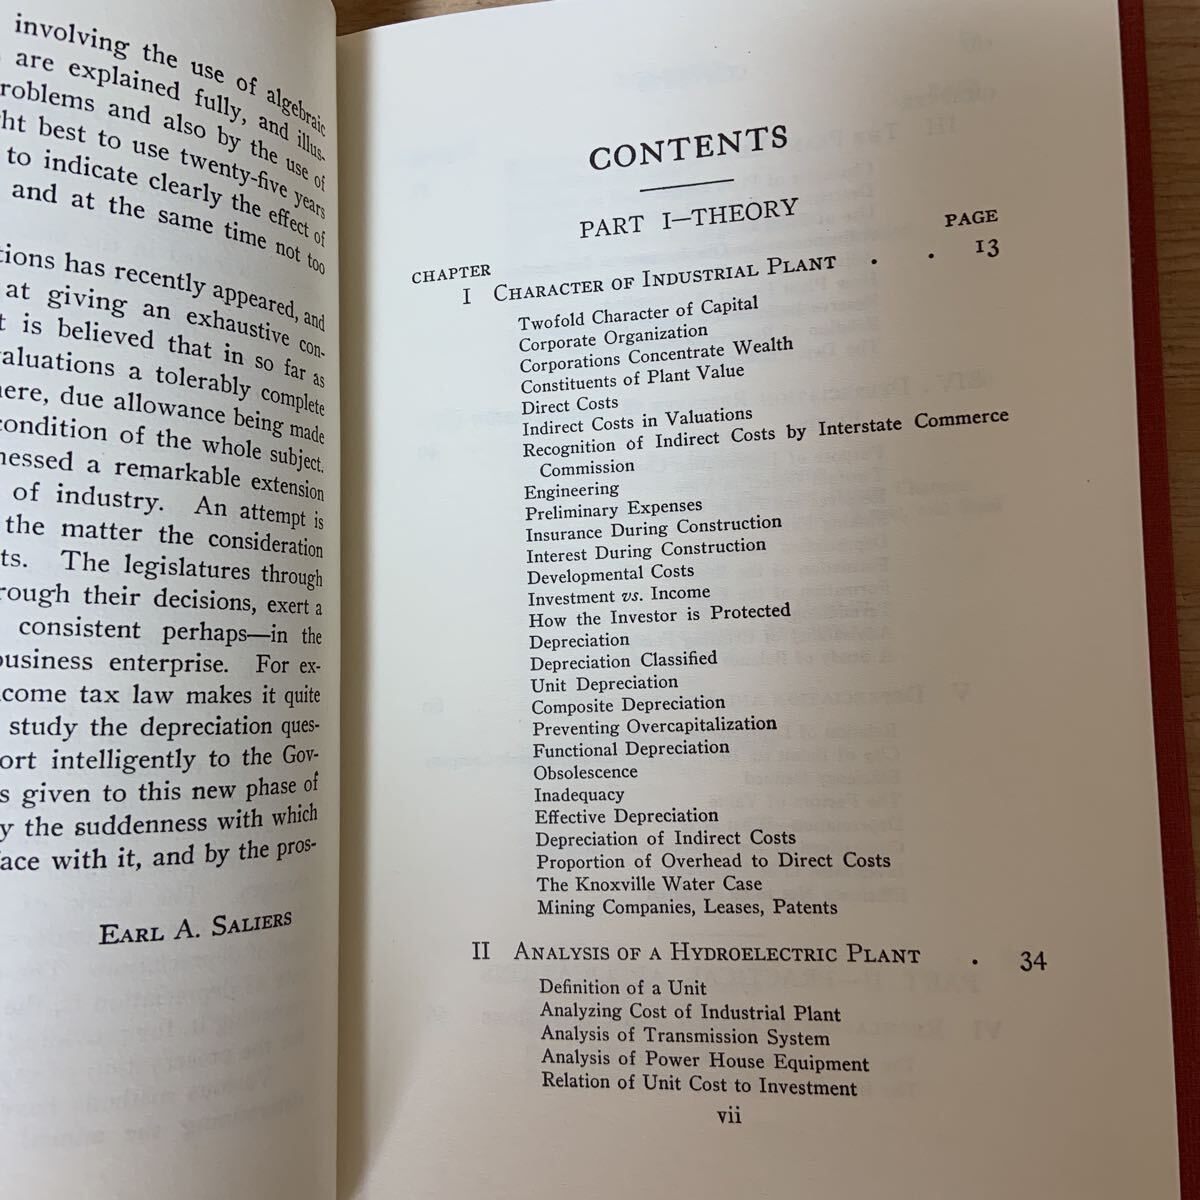 involving the use of algebraic
are explained fully, and illus-
roblems and also by the use of
ht best to use twenty-five years
to indicate clearly the effect of
and at the same time not too
tions has recently appeared, and
at giving an exhaustive con-
t is believed that in so far as
valuations a tolerably complete
here, due allowance being made
condition of the whole subject.
nessed a remarkable extension
of industry. An attempt is
the matter the consideration
ts. The legislatures through
rough their decisions, exert a
consistent perhaps—in the
business enterprise. For ex-
ncome tax law makes it quite
study the depreciation ques-
ort intelligently to the Gov-
s given to this new phase of
y the suddenness with which
face with it, and by the pros-
EARL A. SALIERS
CONTENTS
PART I—THEORY
CHAPTER PAGE
I CHARACTER OF INDUSTRIAL PLANT . . 13
Twofold Character of Capital
Corporate Organization
Corporations Concentrate Wealth
Constituents of Plant Value
Direct Costs
Indirect Costs in Valuations
Recognition of Indirect Costs by Interstate Commerce
Commission
Engineering
Preliminary Expenses
Insurance During Construction
Interest During Construction
Developmental Costs
Investment vs. Income
How the Investor is Protected
Depreciation
Depreciation Classified
Unit Depreciation
Composite Depreciation
Preventing Overcapitalization
Functional Depreciation
Obsolescence
Inadequacy
Effective Depreciation
Depreciation of Indirect Costs
Proportion of Overhead to Direct Costs
The Knoxville Water Case
Mining Companies, Leases, Patents
II ANALYSIS OF A HYDROELECTRIC PLANT . 34
Definition of a Unit
Analyzing Cost of Industrial Plant
Analysis of Transmission System
Analysis of Power House Equipment
Relation of Unit Cost to Investment
vii